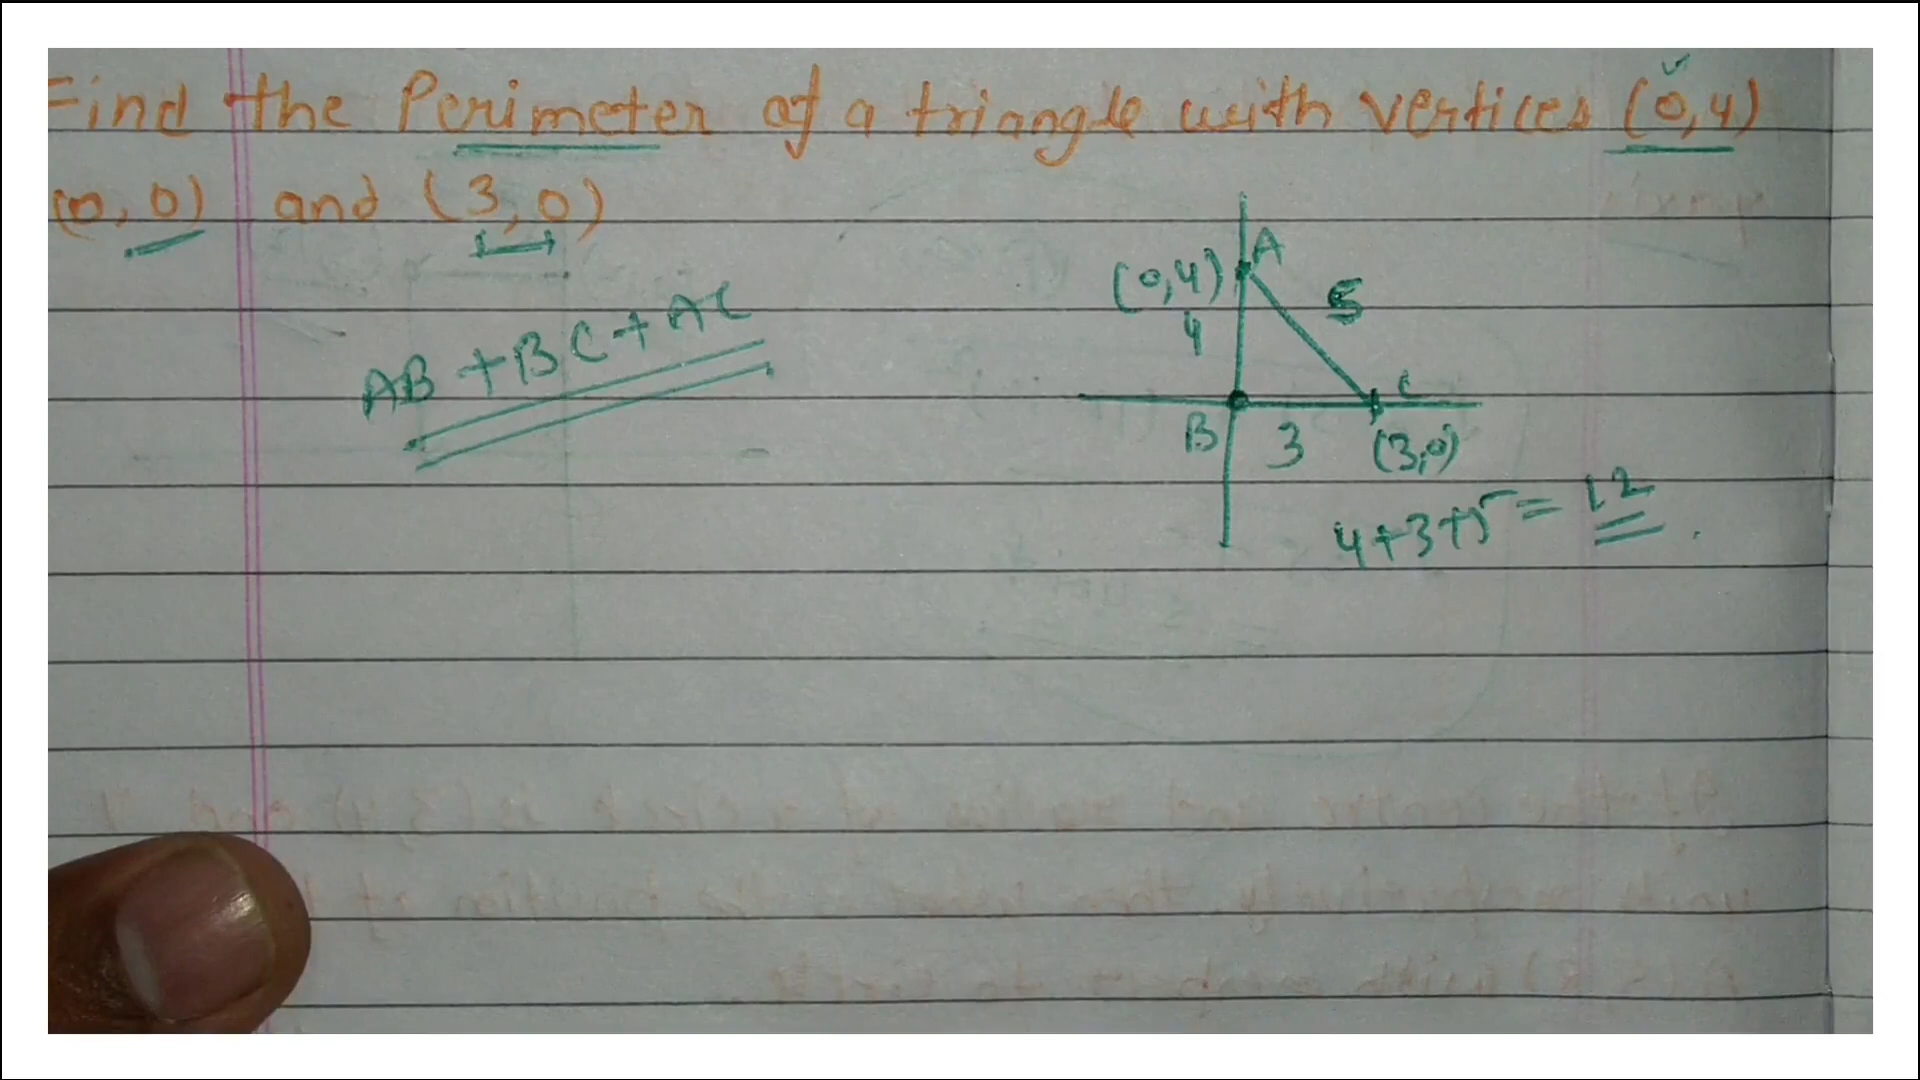 Find the Perimeter of a triangle with vertices (0,4)
(0,0) and (3,0)
AB + BC + AC
A
(0,4)
5
4
C
B
3
(3,0)
4+3+5 = 12